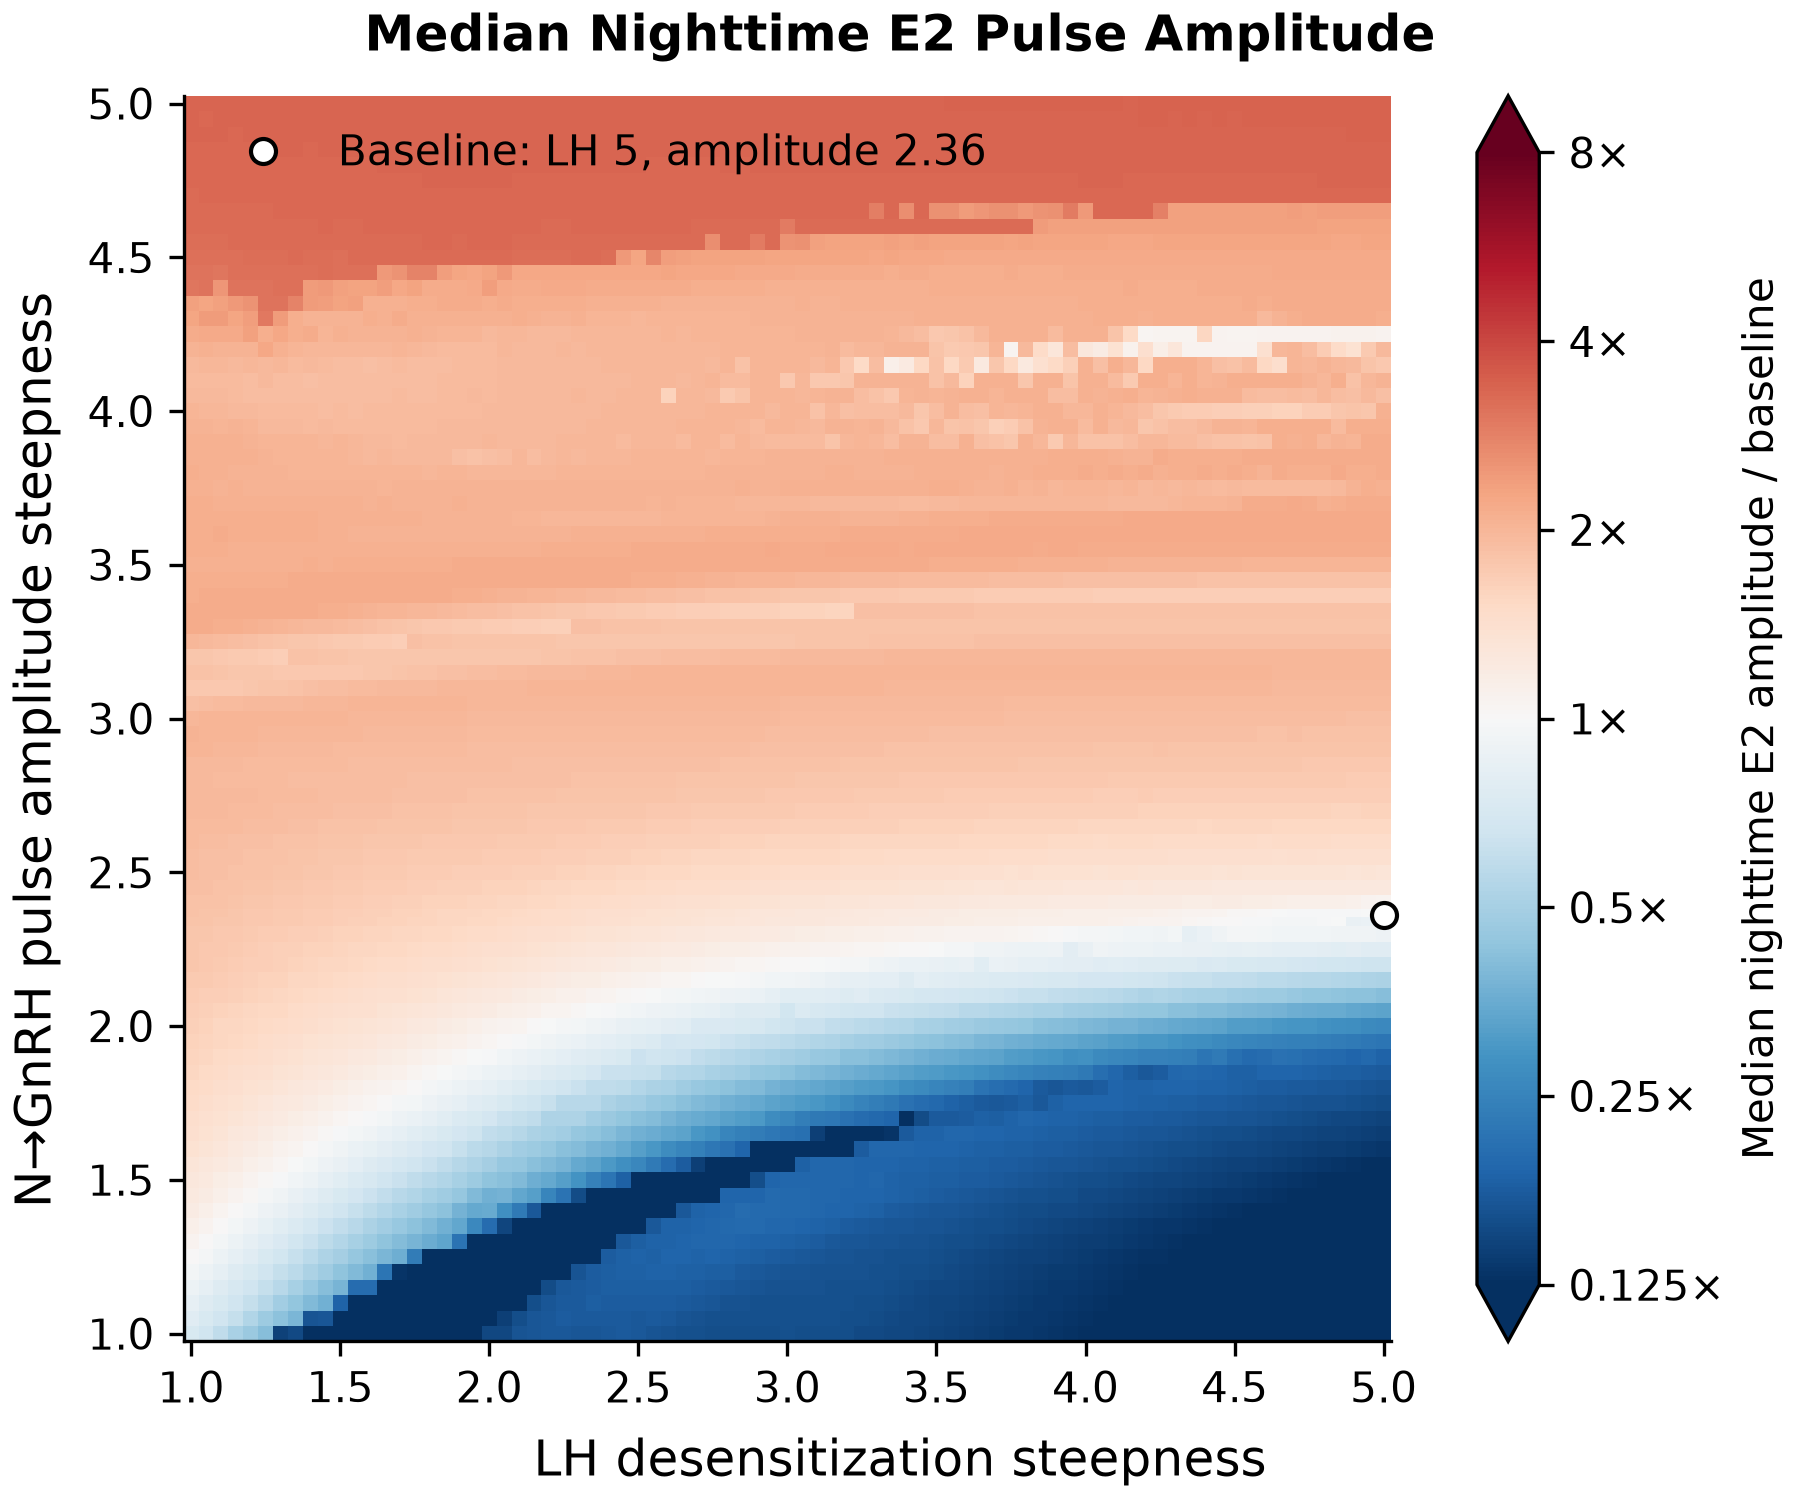 Median Nighttime E2 Pulse Amplitude
Baseline: LH 5, amplitude 2.36
N→GnRH pulse amplitude steepness
5.0
4.5
4.0
3.5
3.0
2.5
2.0
1.5
1.0
1.0 1.5 2.0 2.5 3.0 3.5 4.0 4.5 5.0
LH desensitization steepness
8×
4×
2×
1×
0.5×
0.25×
0.125×
Median nighttime E2 amplitude / baseline